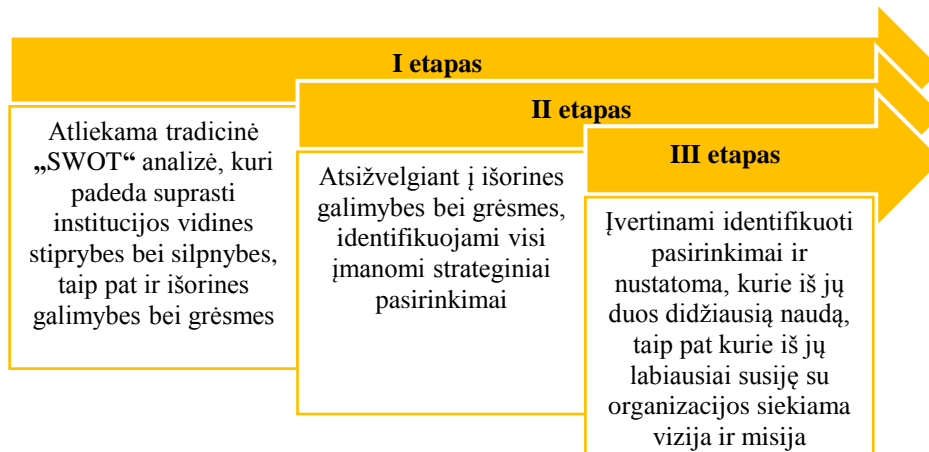 I etapas
Atliekama tradicinė
„SWOT“ analizė, kuri
padeda suprasti
institucijos vidines
stiprybes bei silpnybes,
taip pat ir išorines
galimybes bei grėsmes
II etapas
Atsižvelgiant į išorines
galimybes bei grėsmes,
identifikuojami visi
įmanomi strateginiai
pasirinkimai
III etapas
Įvertinami identifikuoti
pasirinkimai ir
nustatoma, kurie iš jų
duos didžiausią naudą,
taip pat kurie iš jų
labiausiai susiję su
organizacijos siekiama
vizija ir misija